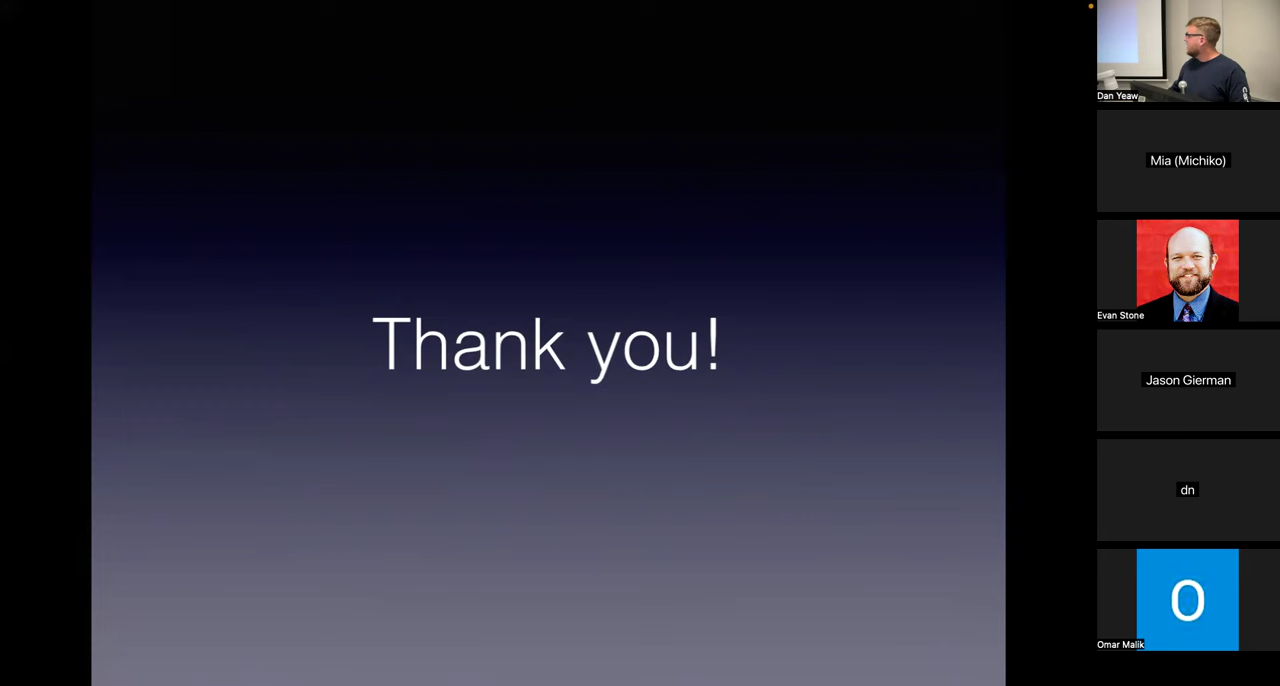 Thank you!
Dan Yeaw
Mia (Michiko)
Evan Stone
Jason Gierman
dn
O
Omar Malik